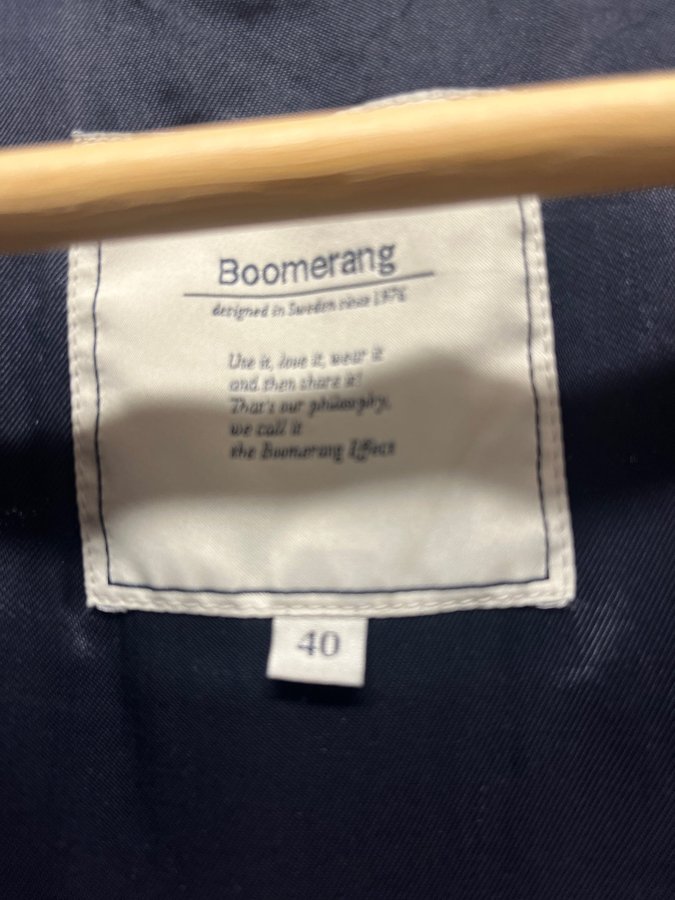 Boomerang
designed in Sweden since 1976
Use it, love it, wear it
and then share it!
That's our philosophy,
we call it
the Boomerang Effect
40